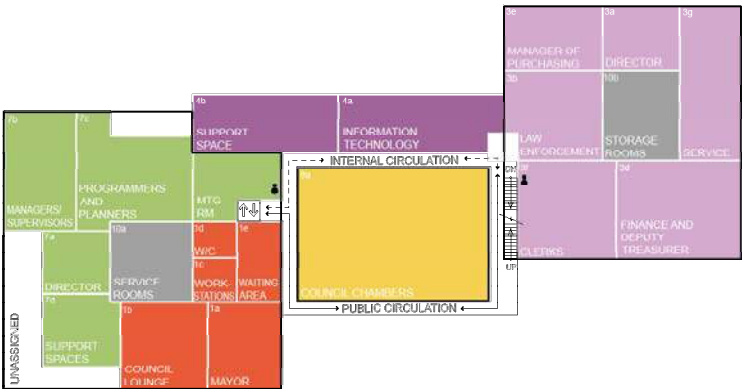 3e
MANAGER OF
PURCHASING
3a
DIRECTOR
3g
SERVICE
3b
LAW
ENFORCEMENT
10b
STORAGE
ROOMS
3f
CLERKS
3d
FINANCE AND
DEPUTY
TREASURER
4b
SUPPORT
SPACE
4a
INFORMATION
TECHNOLOGY
7b
MANAGERS/
SUPERVISORS
7c
PROGRAMMERS
AND
PLANNERS
MTG
RM
INTERNAL CIRCULATION
DN
UP
COUNCIL CHAMBERS
PUBLIC CIRCULATION
7a
DIRECTOR
10a
SERVICE
ROOMS
1d
W/C
1c
WORK-
STATIONS
1e
WAITING
AREA
SUPPORT
SPACES
1b
COUNCIL
LOUNGE
1a
MAYOR
UNASSIGNED